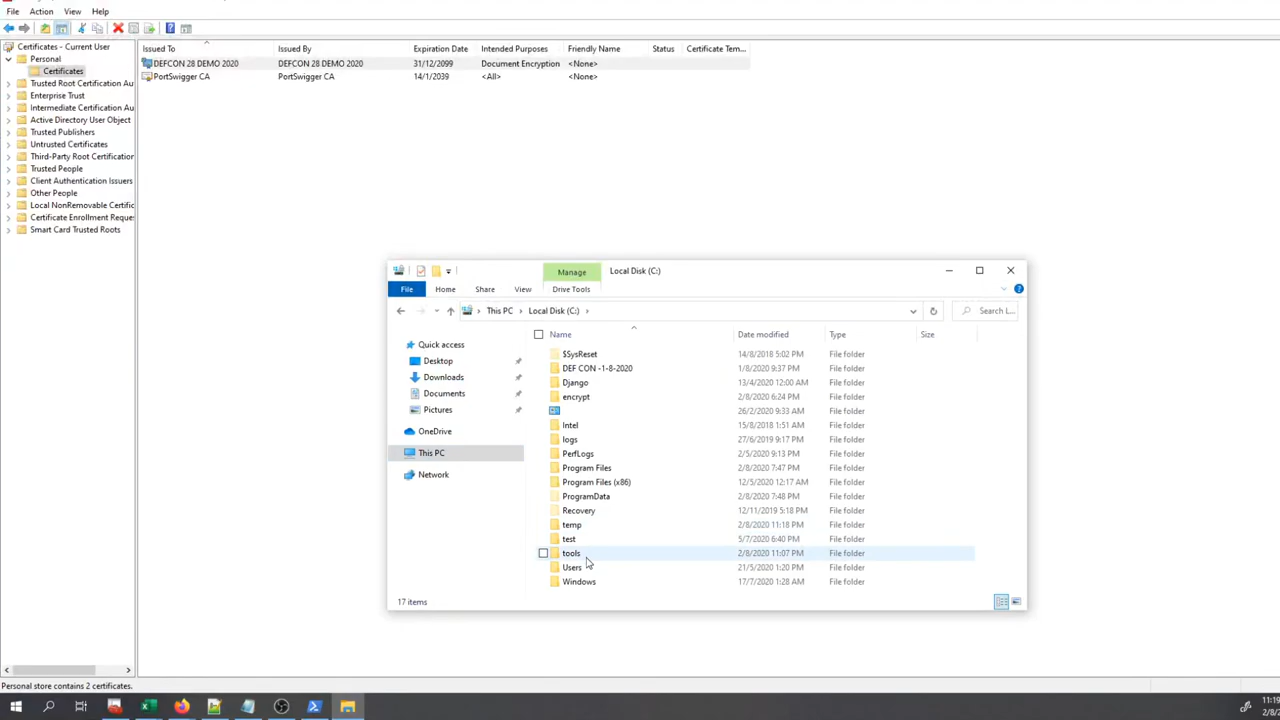 File Action View Help
Certificates - Current User
Personal
Certificates
Trusted Root Certification Au
Enterprise Trust
Intermediate Certification Au
Active Directory User Object
Trusted Publishers
Untrusted Certificates
Third-Party Root Certification
Trusted People
Client Authentication Issuers
Other People
Local NonRemovable Certific
Certificate Enrollment Reque
Smart Card Trusted Roots
Issued To Issued By Expiration Date Intended Purposes Friendly Name Status Certificate Tem...
DEFCON 28 DEMO 2020 DEFCON 28 DEMO 2020 31/12/2099 Document Encryption <None>
PortSwigger CA PortSwigger CA 14/1/2039 <All> <None>
Manage Local Disk (C:)
File Home Share View Drive Tools
This PC Local Disk (C:) Search L...
Quick access
Desktop
Downloads
Documents
Pictures
OneDrive
This PC
Network
Name Date modified Type Size
$SysReset 14/8/2018 5:02 PM File folder
DEF CON -1-8-2020 1/8/2020 9:37 PM File folder
Django 13/4/2020 12:00 AM File folder
encrypt 2/8/2020 6:24 PM File folder
26/2/2020 9:33 AM File folder
Intel 15/8/2018 1:51 AM File folder
logs 27/6/2019 9:17 PM File folder
PerfLogs 2/5/2020 9:13 PM File folder
Program Files 2/8/2020 7:47 PM File folder
Program Files (x86) 12/5/2020 12:17 AM File folder
ProgramData 2/8/2020 7:48 PM File folder
Recovery 12/11/2019 5:18 PM File folder
temp 2/8/2020 11:18 PM File folder
test 5/7/2020 6:40 PM File folder
tools 2/8/2020 11:07 PM File folder
Users 21/5/2020 1:20 PM File folder
Windows 17/7/2020 1:28 AM File folder
17 items
Personal store contains 2 certificates.
11:19
2/8/2